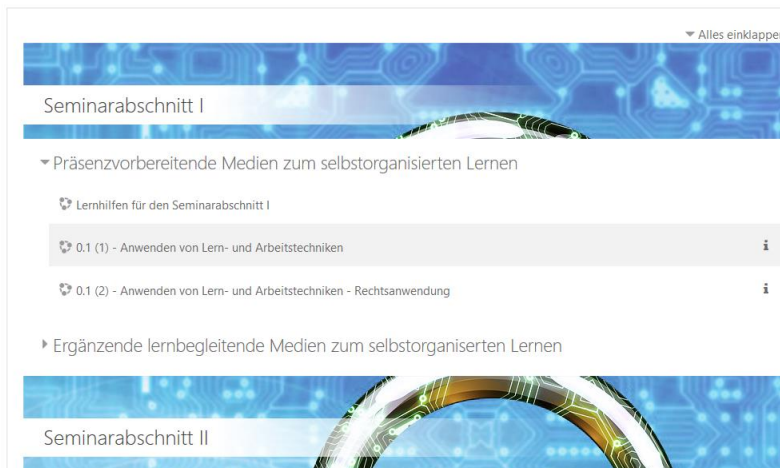 Alles einklappen
Seminarabschnitt I
Präsenzvorbereitende Medien zum selbstorganisierten Lernen
Lernhilfen für den Seminarabschnitt I
0.1 (1) - Anwenden von Lern- und Arbeitstechniken
0.1 (2) - Anwenden von Lern- und Arbeitstechniken - Rechtsanwendung
Ergänzende lernbegleitende Medien zum selbstorganiserten Lernen
Seminarabschnitt II